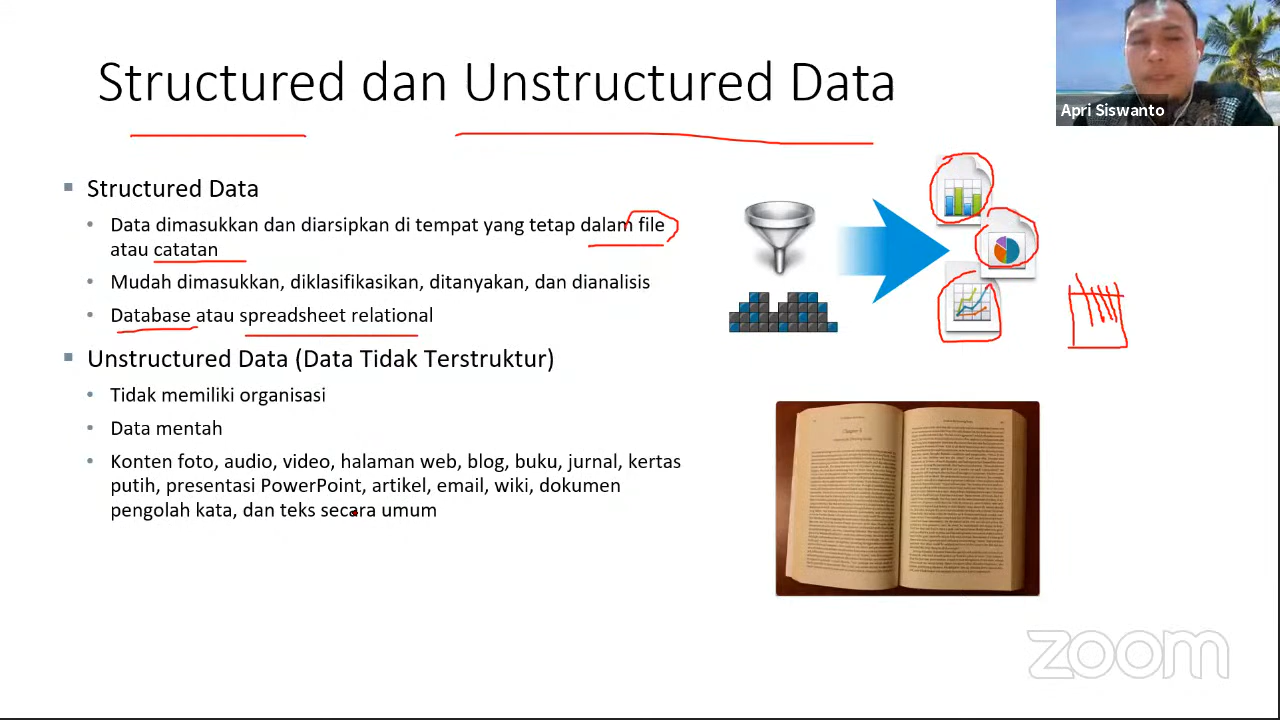 Structured dan Unstructured Data
Apri Siswanto
Structured Data
Data dimasukkan dan diarsipkan di tempat yang tetap dalam file
atau catatan
Mudah dimasukkan, diklasifikasikan, ditanyakan, dan dianalisis
Database atau spreadsheet relational
Unstructured Data (Data Tidak Terstruktur)
Tidak memiliki organisasi
Data mentah
Konten foto, audio, video, halaman web, blog, buku, jurnal, kertas
putih, presentasi PowerPoint, artikel, email, wiki, dokumen
pengolah kata, dan teks secara umum
zoom